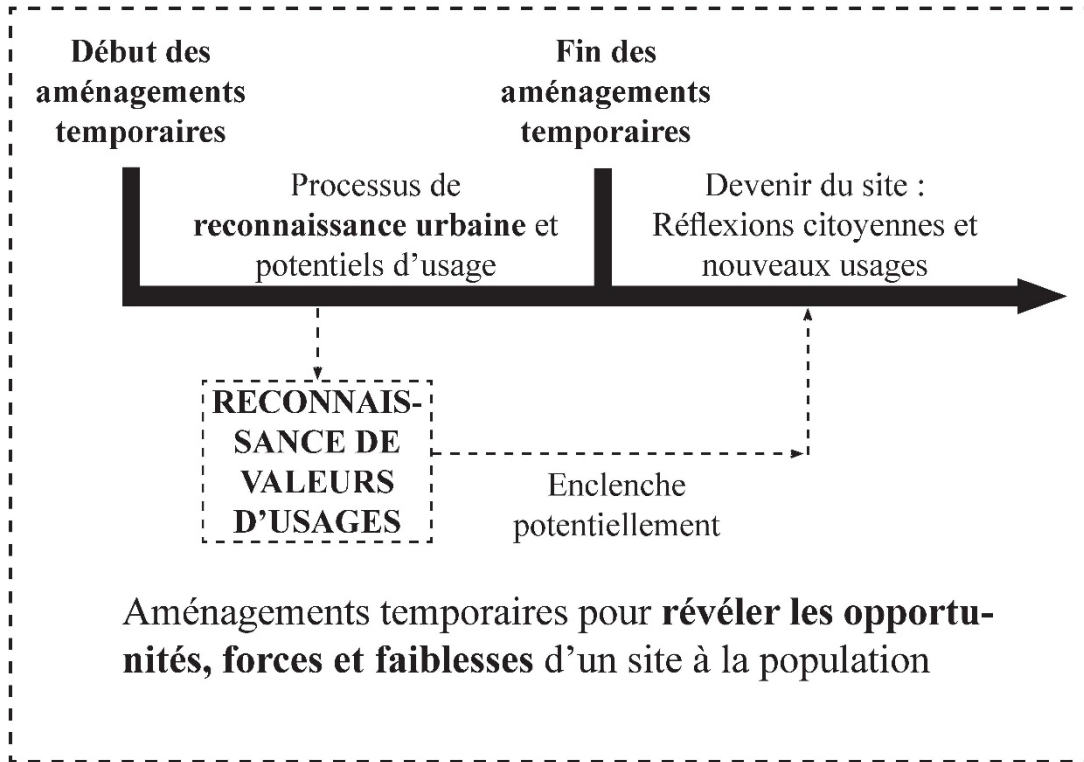 Début des
aménagements
temporaires
Fin des
aménagements
temporaires
Processus de
reconnaissance urbaine et
potentiels d’usage
Devenir du site :
Réflexions citoyennes et
nouveaux usages
RECONNAIS-
SANCE DE
VALEURS
D’USAGES
Enclenche
potentiellement
Aménagements temporaires pour révéler les opportu-
nités, forces et faiblesses d’un site à la population